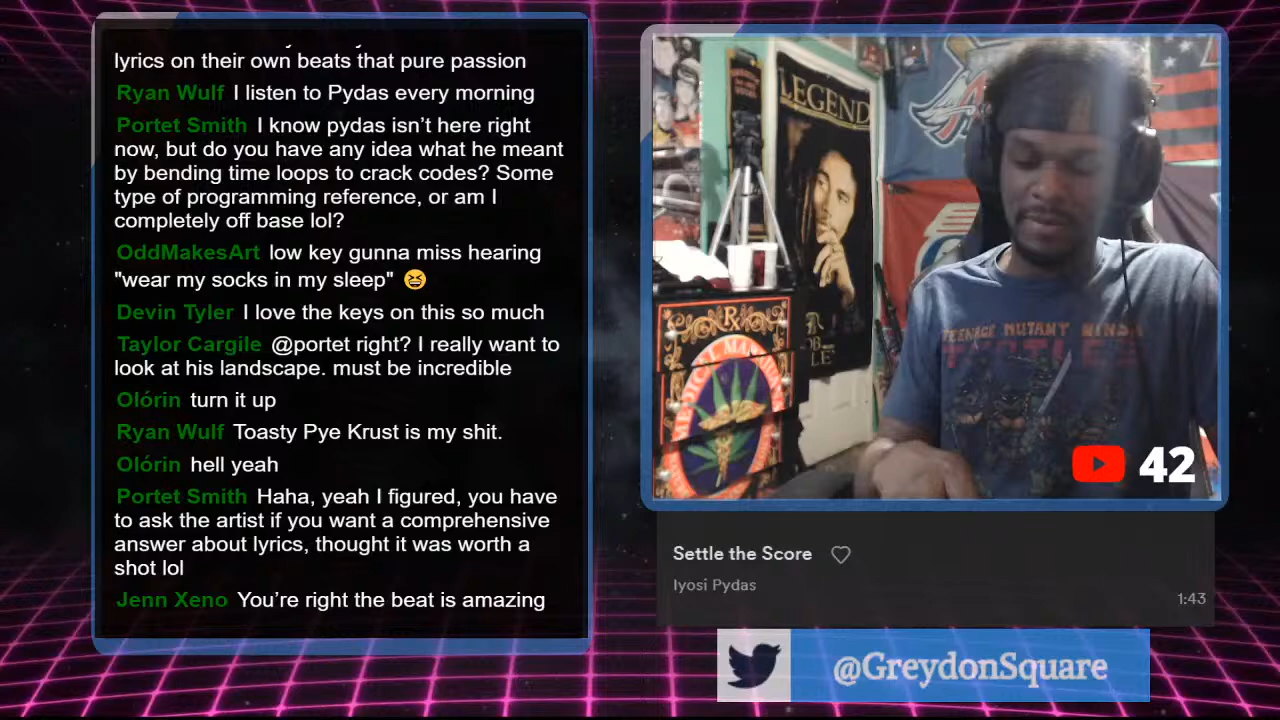 lyrics on their own beats that pure passion
Ryan Wulf I listen to Pydas every morning
Portet Smith I know pydas isn't here right
now, but do you have any idea what he meant
by bending time loops to crack codes? Some
type of programming reference, or am I
completely off base lol?
OddMakesArt low key gunna miss hearing
"wear my socks in my sleep" 😆
Devin Tyler I love the keys on this so much
Taylor Cargile @portet right? I really want to
look at his landscape. must be incredible
Olórin turn it up
Ryan Wulf Toasty Pye Krust is my shit.
Olórin hell yeah
Portet Smith Haha, yeah I figured, you have
to ask the artist if you want a comprehensive
answer about lyrics, thought it was worth a
shot lol
Jenn Xeno You're right the beat is amazing
LEGEND
Rx
MEDICAL
TEENAGE MUTANT NINJA
TURTLES
42
Settle the Score
Iyosi Pydas
1:43
@GreydonSquare